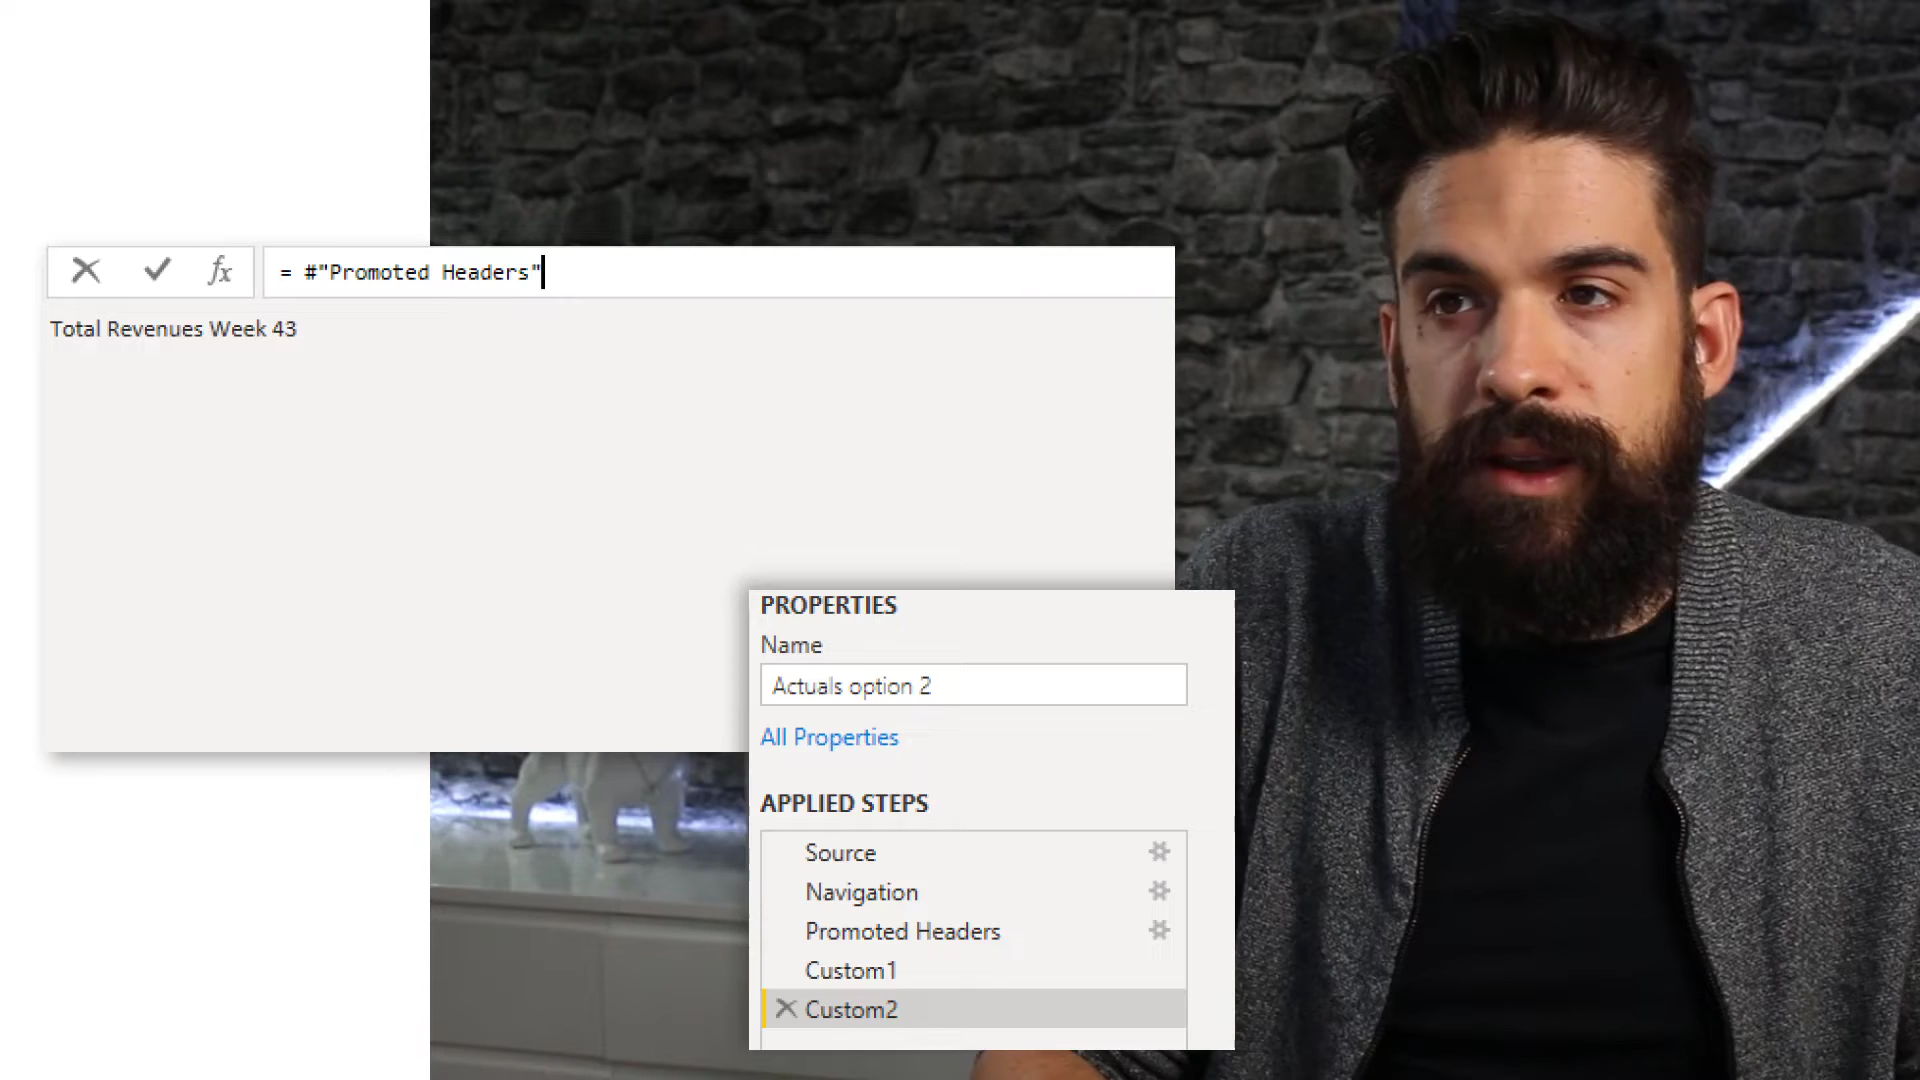 fx = #"Promoted Headers"
Total Revenues Week 43
PROPERTIES
Name
Actuals option 2
All Properties
APPLIED STEPS
Source
Navigation
Promoted Headers
Custom1
Custom2